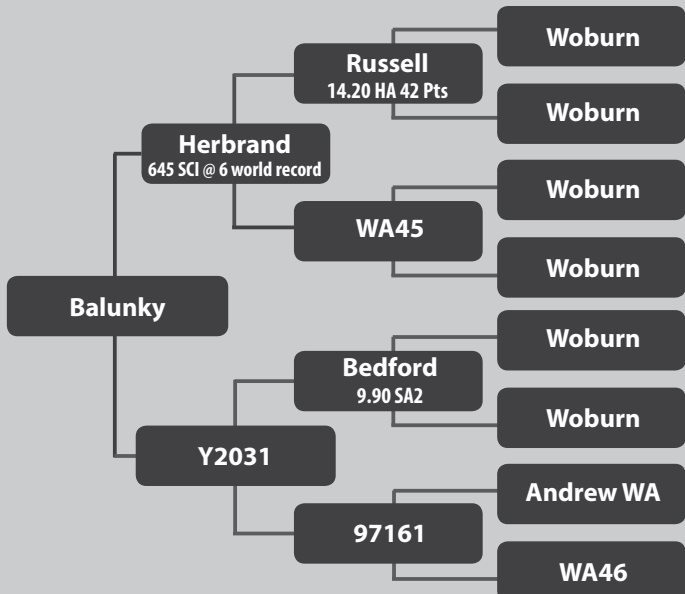 Woburn
Russell
14.20 HA 42 Pts
Woburn
Herbrand
645 SCI @ 6 world record
Woburn
WA45
Woburn
Balunky
Woburn
Bedford
9.90 SA2
Woburn
Y2031
Andrew WA
97161
WA46